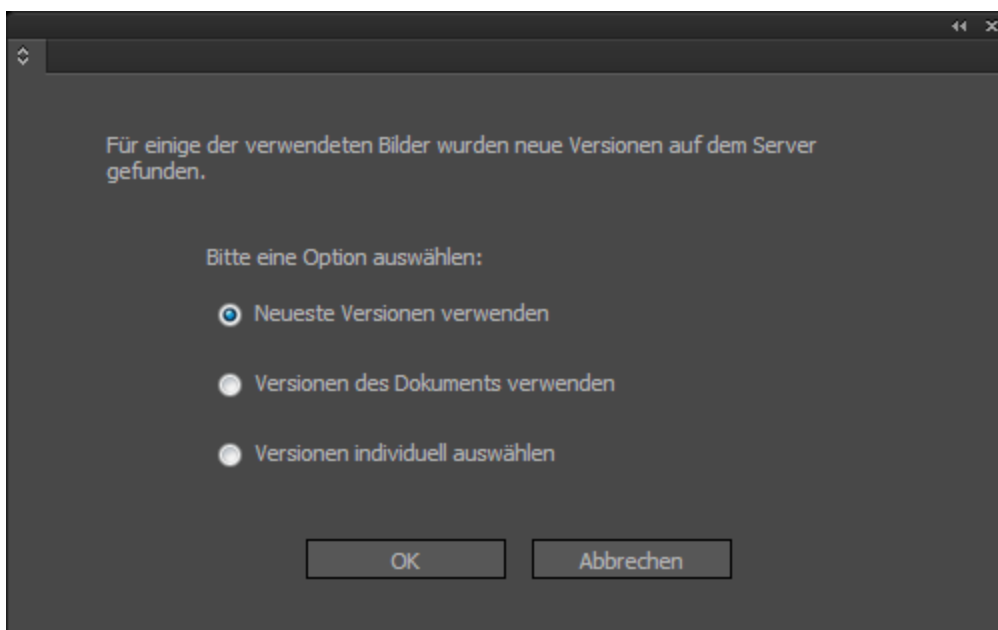 Für einige der verwendeten Bilder wurden neue Versionen auf dem Server
gefunden.
Bitte eine Option auswählen:
Neueste Versionen verwenden
Versionen des Dokuments verwenden
Versionen individuell auswählen
OK
Abbrechen